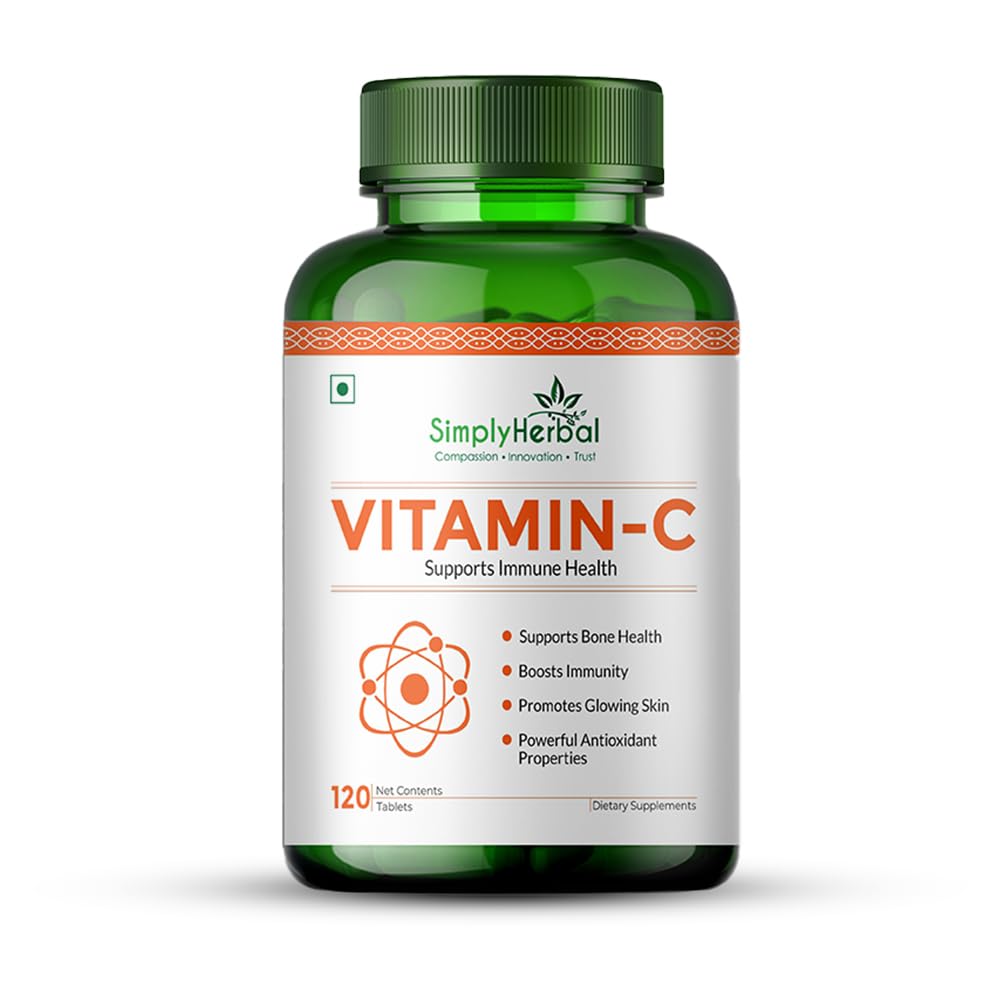 SimplyHerbal
Compassion • Innovation • Trust
VITAMIN-C
Supports Immune Health
• Supports Bone Health
• Boosts Immunity
• Promotes Glowing Skin
• Powerful Antioxidant
Properties
120
Net Contents
Tablets
Dietary Supplements